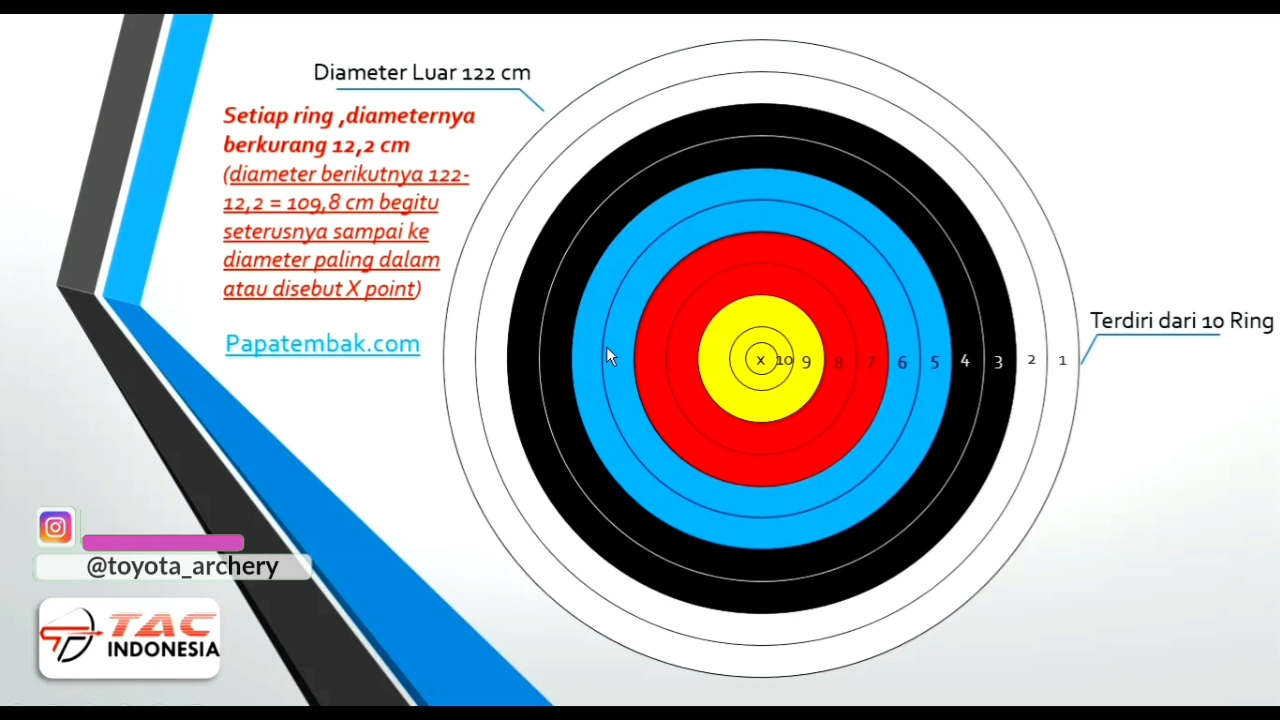 Diameter Luar 122 cm
Setiap ring ,diameternya
berkurang 12,2 cm
(diameter berikutnya 122-
12,2 = 109,8 cm begitu
seterusnya sampai ke
diameter paling dalam
atau disebut X point)
Papatembak.com
Terdiri dari 10 Ring
x 10 9 8 7 6 5 4 3 2 1
@toyota_archery
TAC
INDONESIA